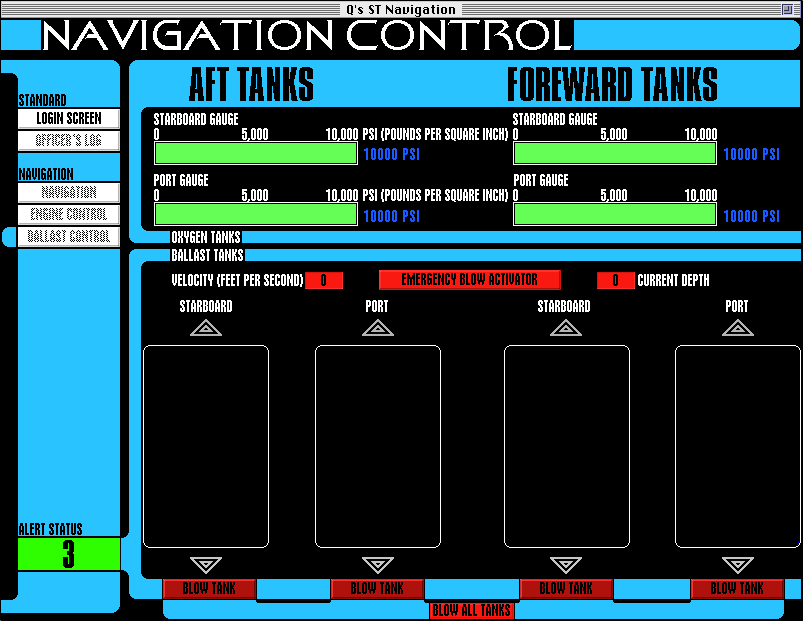 Q's ST Navigation
NAVIGATION CONTROL
AFT TANKS FOREWARD TANKS
STANDARD
LOGIN SCREEN
OFFICER'S LOG
NAVIGATION
NAVIGATION
ENGINE CONTROL
BALLAST CONTROL
STARBOARD GAUGE STARBOARD GAUGE
0 5,000 10,000 PSI (POUNDS PER SQUARE INCH) 0 5,000 10,000
10000 PSI 10000 PSI
PORT GAUGE PORT GAUGE
0 5,000 10,000 PSI (POUNDS PER SQUARE INCH) 0 5,000 10,000
10000 PSI 10000 PSI
OXYGEN TANKS
BALLAST TANKS
VELOCITY (FEET PER SECOND) 0 EMERGENCY BLOW ACTIVATOR 0 CURRENT DEPTH
STARBOARD PORT STARBOARD PORT
ALERT STATUS
3
BLOW TANK BLOW TANK BLOW TANK BLOW TANK
BLOW ALL TANKS